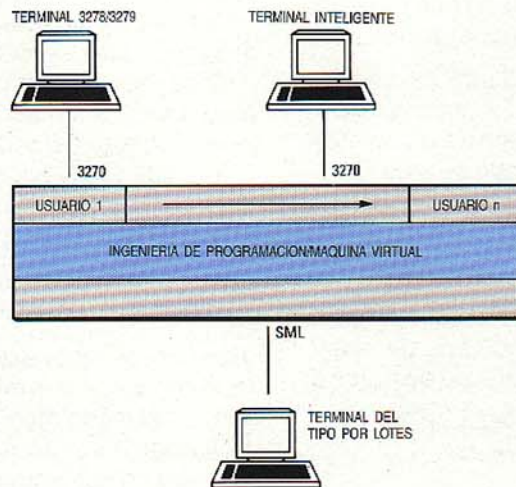 TERMINAL 3278/3279
TERMINAL INTELIGENTE
3270
3270
USUARIO 1
USUARIO n
INGENIERIA DE PROGRAMACION/MAQUINA VIRTUAL
SML
TERMINAL DEL
TIPO POR LOTES